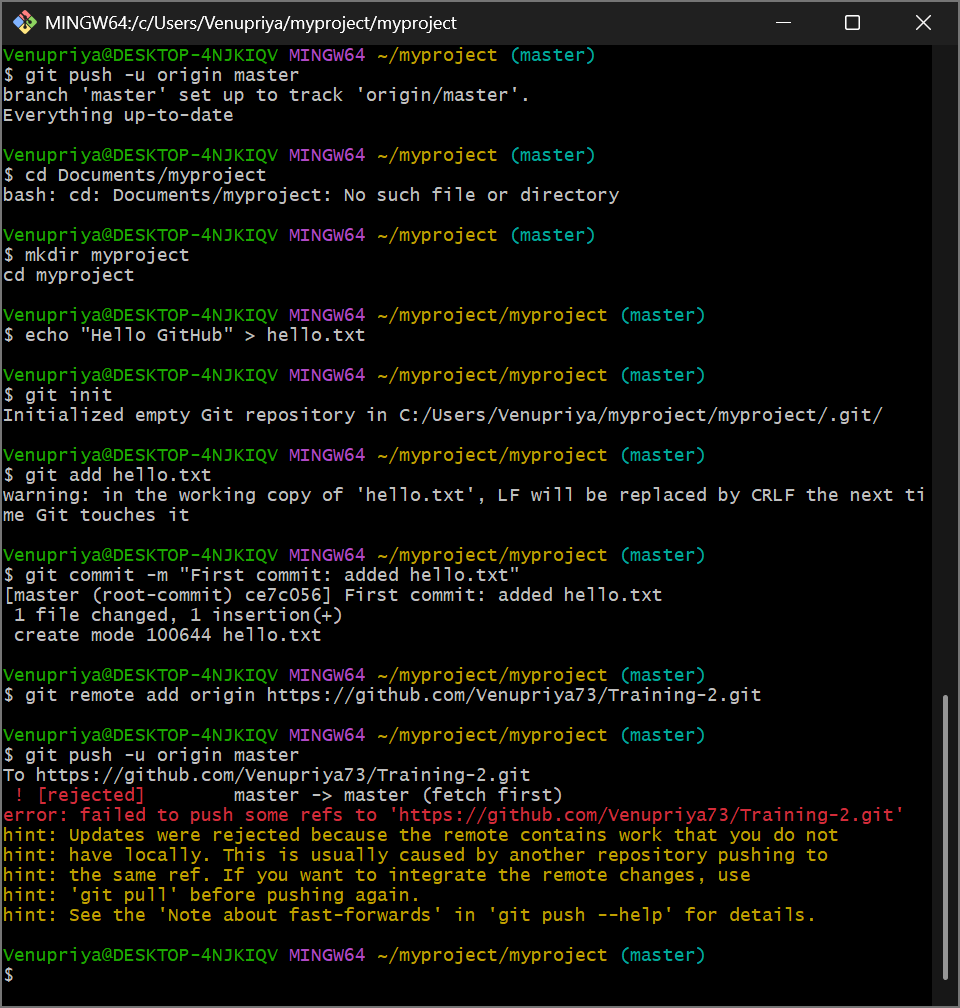 MINGW64:/c/Users/Venupriya/myproject/myproject
Venupriya@DESKTOP-4NJKIQV MINGW64 ~/myproject (master)
$ git push -u origin master
branch 'master' set up to track 'origin/master'.
Everything up-to-date
Venupriya@DESKTOP-4NJKIQV MINGW64 ~/myproject (master)
$ cd Documents/myproject
bash: cd: Documents/myproject: No such file or directory
Venupriya@DESKTOP-4NJKIQV MINGW64 ~/myproject (master)
$ mkdir myproject
cd myproject
Venupriya@DESKTOP-4NJKIQV MINGW64 ~/myproject/myproject (master)
$ echo "Hello GitHub" > hello.txt
Venupriya@DESKTOP-4NJKIQV MINGW64 ~/myproject/myproject (master)
$ git init
Initialized empty Git repository in C:/Users/Venupriya/myproject/myproject/.git/
Venupriya@DESKTOP-4NJKIQV MINGW64 ~/myproject/myproject (master)
$ git add hello.txt
warning: in the working copy of 'hello.txt', LF will be replaced by CRLF the next ti
me Git touches it
Venupriya@DESKTOP-4NJKIQV MINGW64 ~/myproject/myproject (master)
$ git commit -m "First commit: added hello.txt"
[master (root-commit) ce7c056] First commit: added hello.txt
 1 file changed, 1 insertion(+)
 create mode 100644 hello.txt
Venupriya@DESKTOP-4NJKIQV MINGW64 ~/myproject/myproject (master)
$ git remote add origin https://github.com/Venupriya73/Training-2.git
Venupriya@DESKTOP-4NJKIQV MINGW64 ~/myproject/myproject (master)
$ git push -u origin master
To https://github.com/Venupriya73/Training-2.git
 ! [rejected]        master -> master (fetch first)
error: failed to push some refs to 'https://github.com/Venupriya73/Training-2.git'
hint: Updates were rejected because the remote contains work that you do not
hint: have locally. This is usually caused by another repository pushing to
hint: the same ref. If you want to integrate the remote changes, use
hint: 'git pull' before pushing again.
hint: See the 'Note about fast-forwards' in 'git push --help' for details.
Venupriya@DESKTOP-4NJKIQV MINGW64 ~/myproject/myproject (master)
$